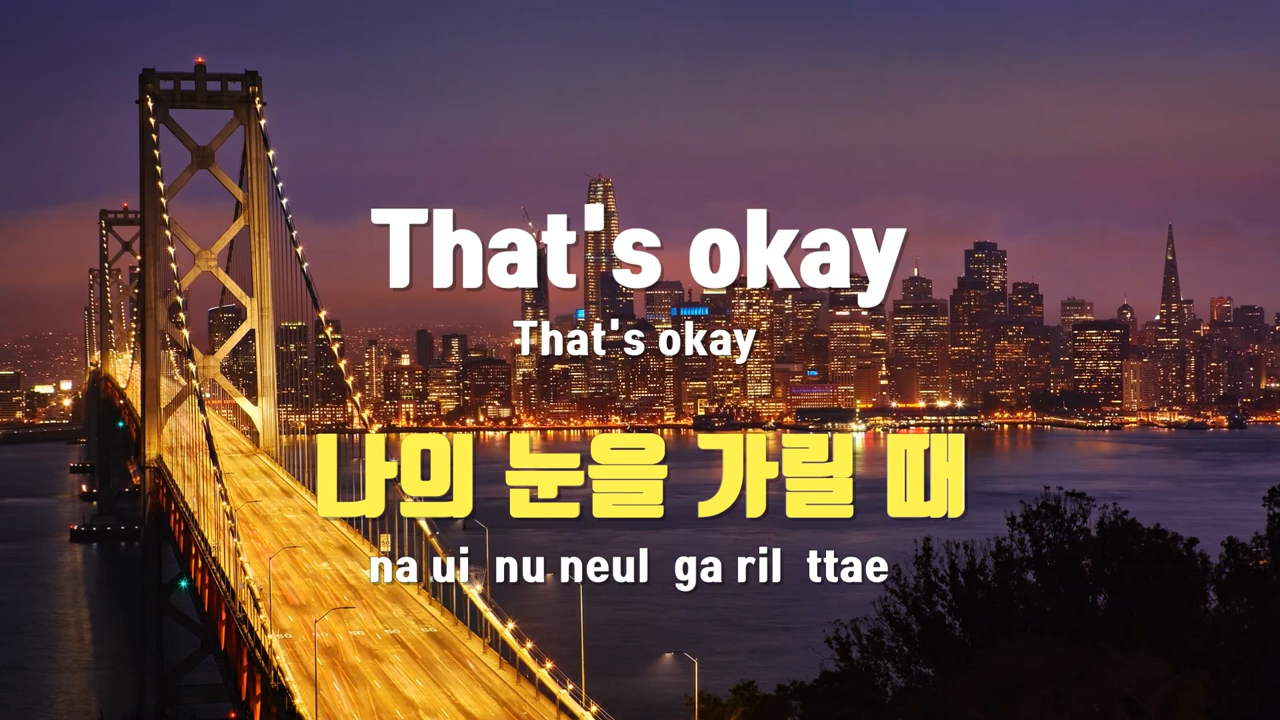 That's okay
That's okay
나의 눈을 가릴 때
na ui nu neul ga ril ttae